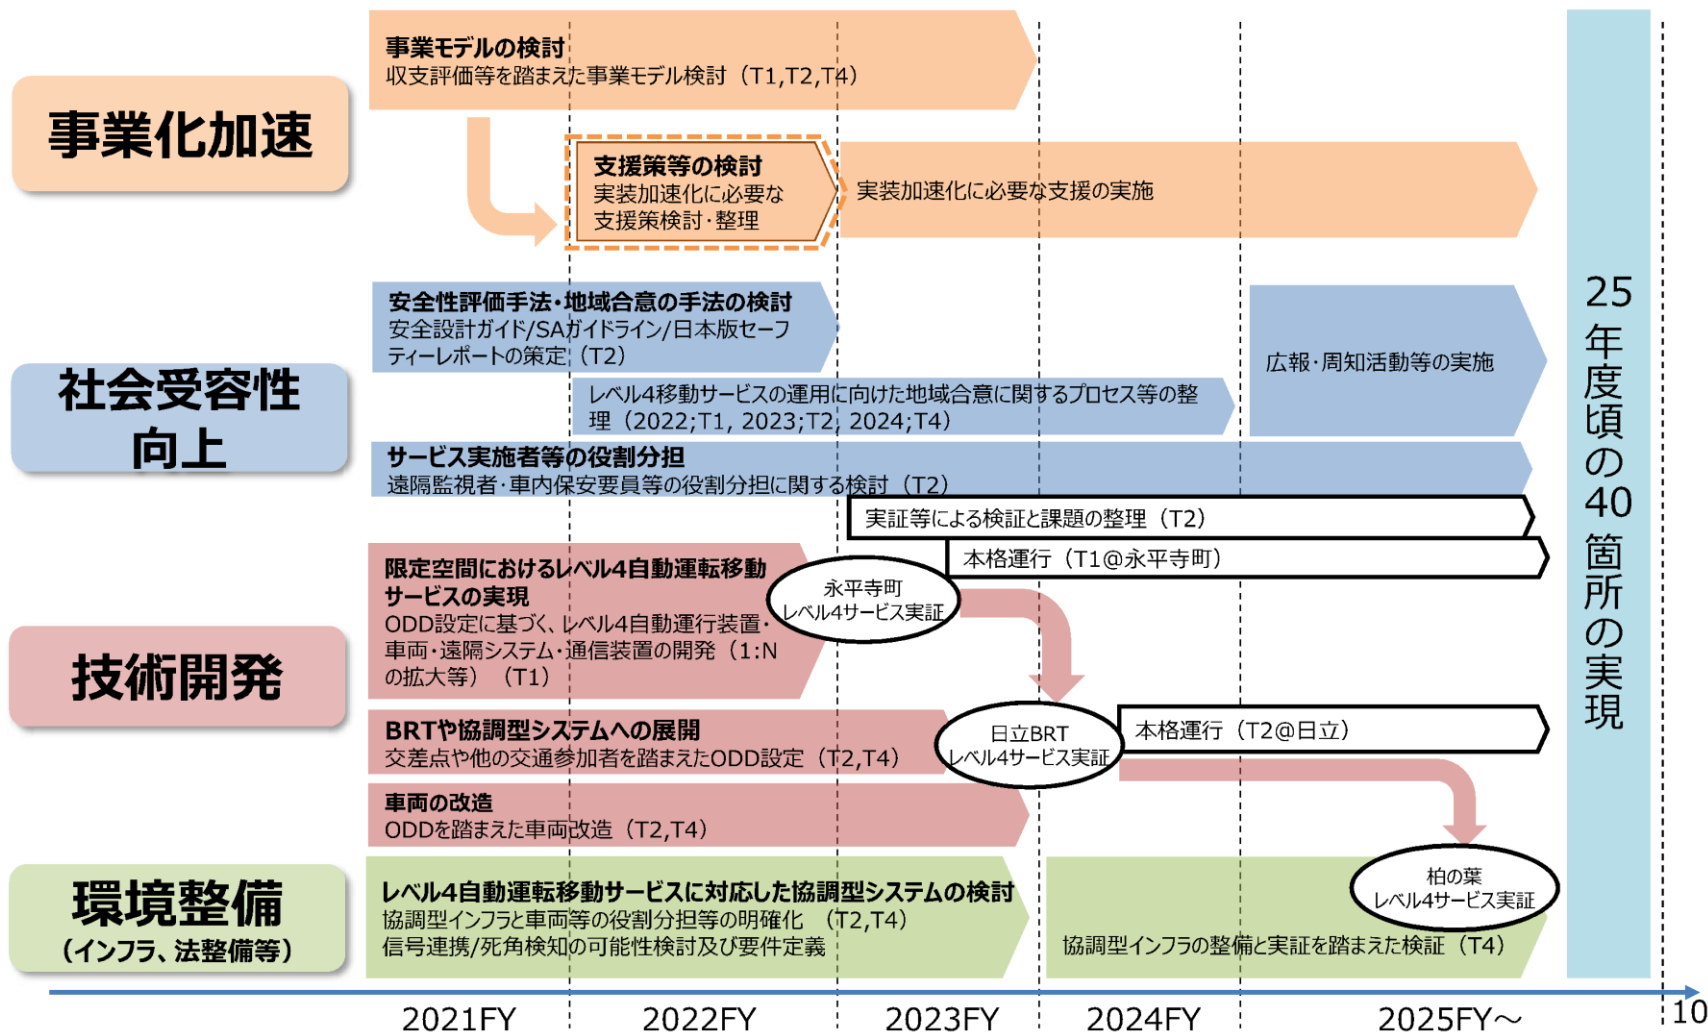 事業化加速
事業モデルの検討
収支評価等を踏まえた事業モデル検討（T1,T2,T4）
支援策等の検討
実装加速化に必要な
支援策検討・整理
実装加速化に必要な支援の実施
社会受容性
向上
安全性評価手法・地域合意の手法の検討
安全設計ガイド/SAガイドライン/日本版セーフ
ティーレポートの策定（T2）
レベル4移動サービスの運用に向けた地域合意に関するプロセス等の整
理（2022;T1, 2023;T2, 2024;T4）
広報・周知活動等の実施
サービス実施者等の役割分担
遠隔監視者・車内保安要員等の役割分担に関する検討（T2）
実証等による検証と課題の整理（T2）
本格運行（T1@永平寺町）
技術開発
限定空間におけるレベル4自動運転移動
サービスの実現
ODD設定に基づく、レベル4自動運行装置・
車両・遠隔システム・通信装置の開発（1:N
の拡大等）（T1）
永平寺町
レベル4サービス実証
BRTや協調型システムへの展開
交差点や他の交通参加者を踏まえたODD設定（T2,T4）
日立BRT
レベル4サービス実証
本格運行（T2@日立）
車両の改造
ODDを踏まえた車両改造（T2,T4）
環境整備
（インフラ、法整備等）
レベル4自動運転移動サービスに対応した協調型システムの検討
協調型インフラと車両等の役割分担等の明確化　（T2,T4）
信号連携/死角検知の可能性検討及び要件定義
柏の葉
レベル4サービス実証
協調型インフラの整備と実証を踏まえた検証（T4）
25年度頃の40箇所の実現
2021FY
2022FY
2023FY
2024FY
2025FY～
10